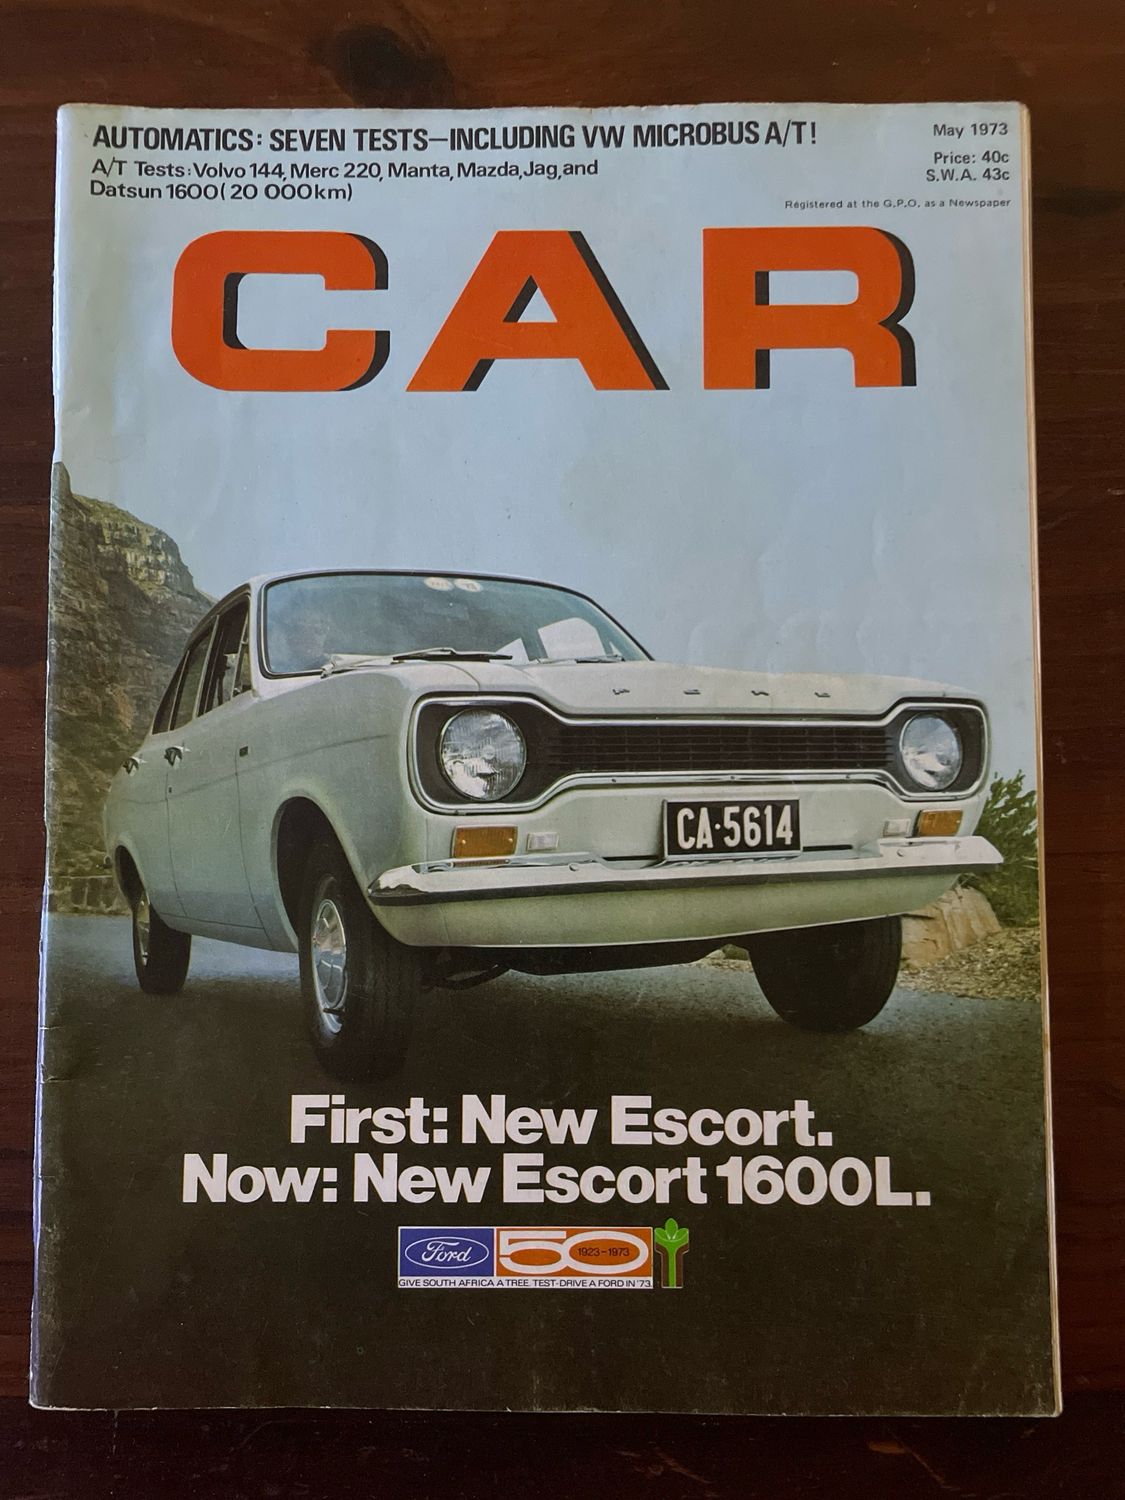 AUTOMATICS: SEVEN TESTS—INCLUDING VW MICROBUS A/T!
A/T Tests: Volvo 144, Merc 220, Manta, Mazda, Jag, and
Datsun 1600 (20 000km)
May 1973
Price: 40c
S.W.A. 43c
Registered at the G.P.O. as a Newspaper
CAR
FORD
CA·5614
First: New Escort.
Now: New Escort 1600L.
Ford 50 1923-1973
GIVE SOUTH AFRICA A TREE. TEST-DRIVE A FORD IN '73.